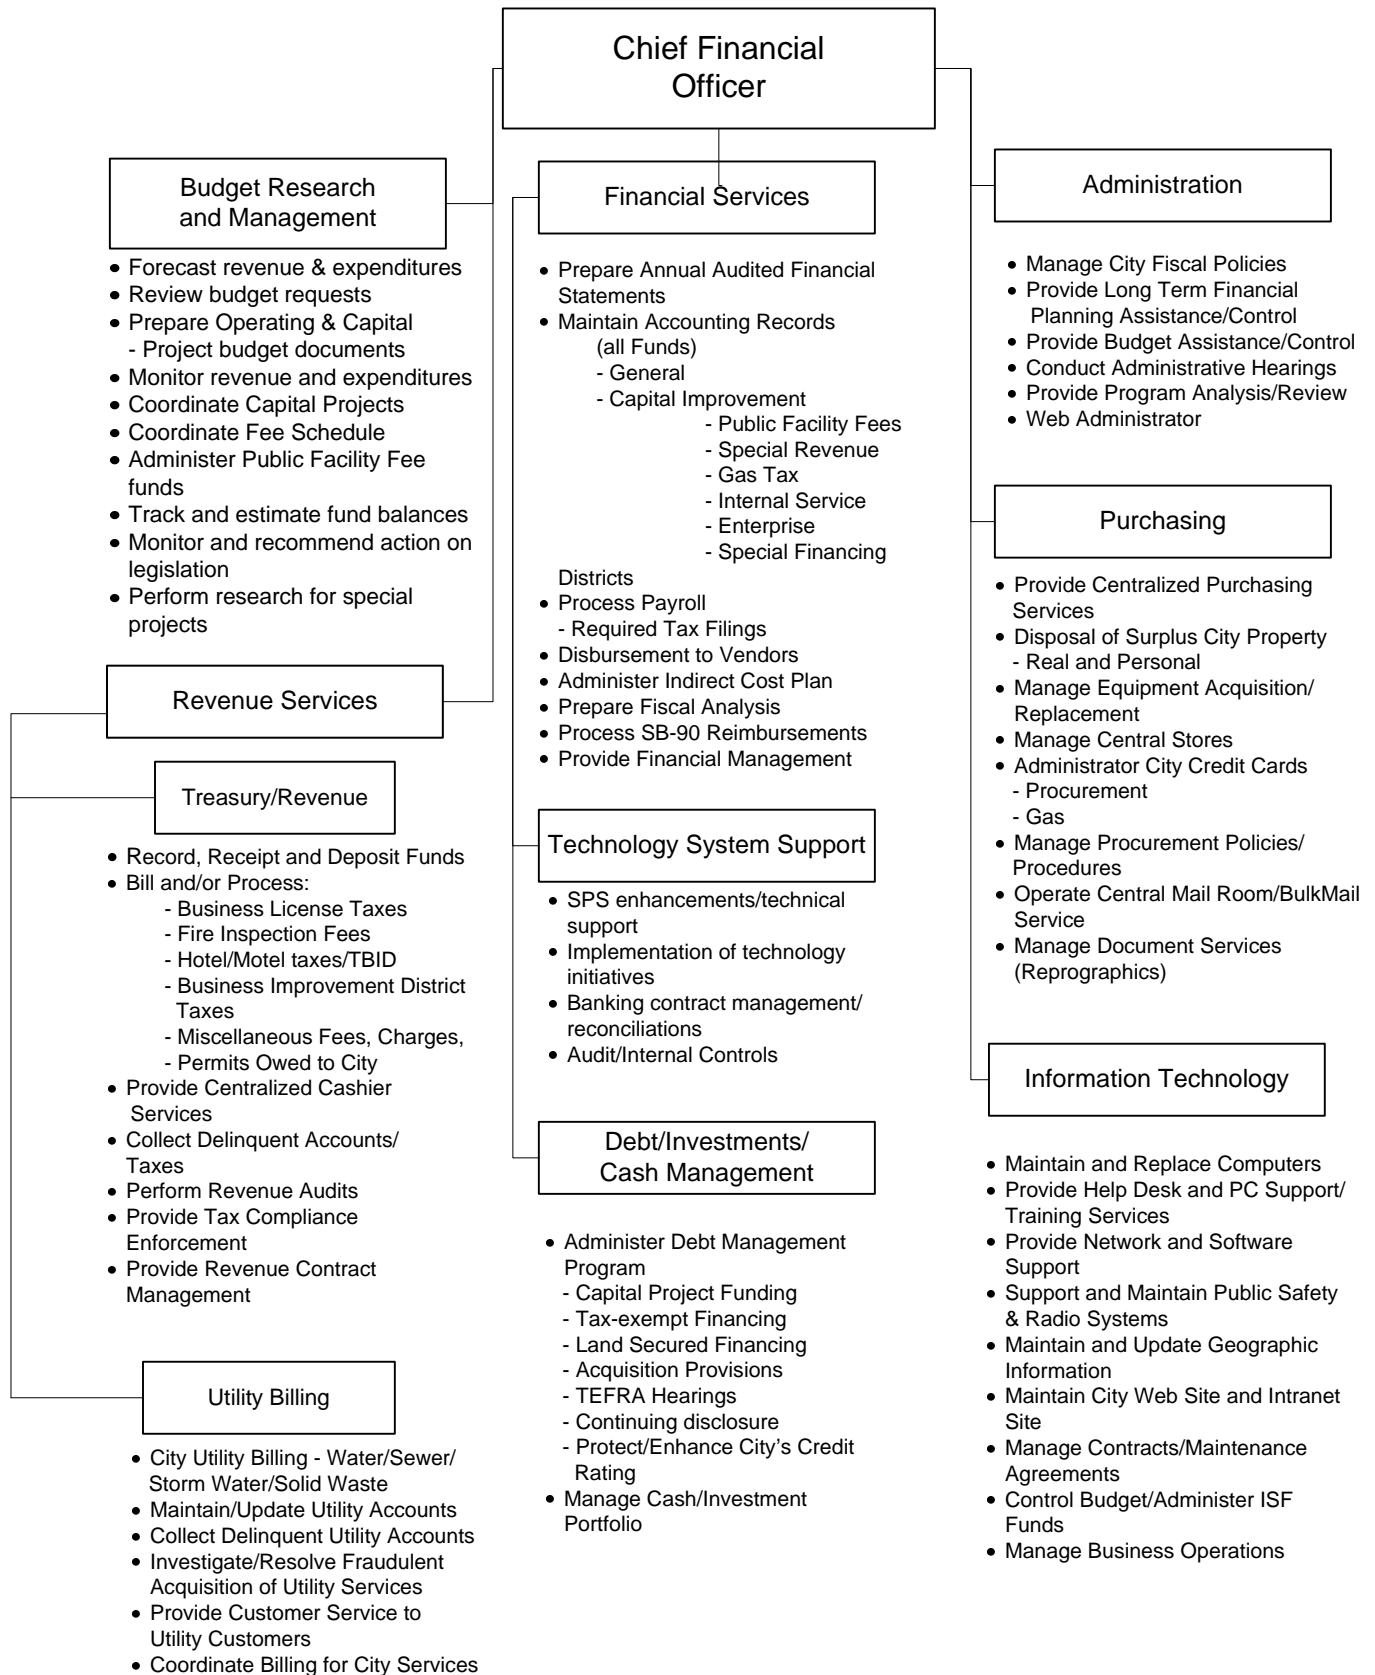 Chief Financial
Officer
Budget Research
and Management
• Forecast revenue & expenditures
• Review budget requests
• Prepare Operating & Capital
- Project budget documents
• Monitor revenue and expenditures
• Coordinate Capital Projects
• Coordinate Fee Schedule
• Administer Public Facility Fee
funds
• Track and estimate fund balances
• Monitor and recommend action on
legislation
• Perform research for special
projects
Revenue Services
Treasury/Revenue
• Record, Receipt and Deposit Funds
• Bill and/or Process:
- Business License Taxes
- Fire Inspection Fees
- Hotel/Motel taxes/TBID
- Business Improvement District
Taxes
- Miscellaneous Fees, Charges,
- Permits Owed to City
• Provide Centralized Cashier
Services
• Collect Delinquent Accounts/
Taxes
• Perform Revenue Audits
• Provide Tax Compliance
Enforcement
• Provide Revenue Contract
Management
Utility Billing
• City Utility Billing - Water/Sewer/
Storm Water/Solid Waste
• Maintain/Update Utility Accounts
• Collect Delinquent Utility Accounts
• Investigate/Resolve Fraudulent
Acquisition of Utility Services
• Provide Customer Service to
Utility Customers
• Coordinate Billing for City Services
Financial Services
• Prepare Annual Audited Financial
Statements
• Maintain Accounting Records
(all Funds)
- General
- Capital Improvement
- Public Facility Fees
- Special Revenue
- Gas Tax
- Internal Service
- Enterprise
- Special Financing
Districts
• Process Payroll
- Required Tax Filings
• Disbursement to Vendors
• Administer Indirect Cost Plan
• Prepare Fiscal Analysis
• Process SB-90 Reimbursements
• Provide Financial Management
Technology System Support
• SPS enhancements/technical
support
• Implementation of technology
initiatives
• Banking contract management/
reconciliations
• Audit/Internal Controls
Debt/Investments/
Cash Management
• Administer Debt Management
Program
- Capital Project Funding
- Tax-exempt Financing
- Land Secured Financing
- Acquisition Provisions
- TEFRA Hearings
- Continuing disclosure
- Protect/Enhance City's Credit
Rating
• Manage Cash/Investment
Portfolio
Administration
• Manage City Fiscal Policies
• Provide Long Term Financial
Planning Assistance/Control
• Provide Budget Assistance/Control
• Conduct Administrative Hearings
• Provide Program Analysis/Review
• Web Administrator
Purchasing
• Provide Centralized Purchasing
Services
• Disposal of Surplus City Property
- Real and Personal
• Manage Equipment Acquisition/
Replacement
• Manage Central Stores
• Administrator City Credit Cards
- Procurement
- Gas
• Manage Procurement Policies/
Procedures
• Operate Central Mail Room/BulkMail
Service
• Manage Document Services
(Reprographics)
Information Technology
• Maintain and Replace Computers
• Provide Help Desk and PC Support/
Training Services
• Provide Network and Software
Support
• Support and Maintain Public Safety
& Radio Systems
• Maintain and Update Geographic
Information
• Maintain City Web Site and Intranet
Site
• Manage Contracts/Maintenance
Agreements
• Control Budget/Administer ISF
Funds
• Manage Business Operations